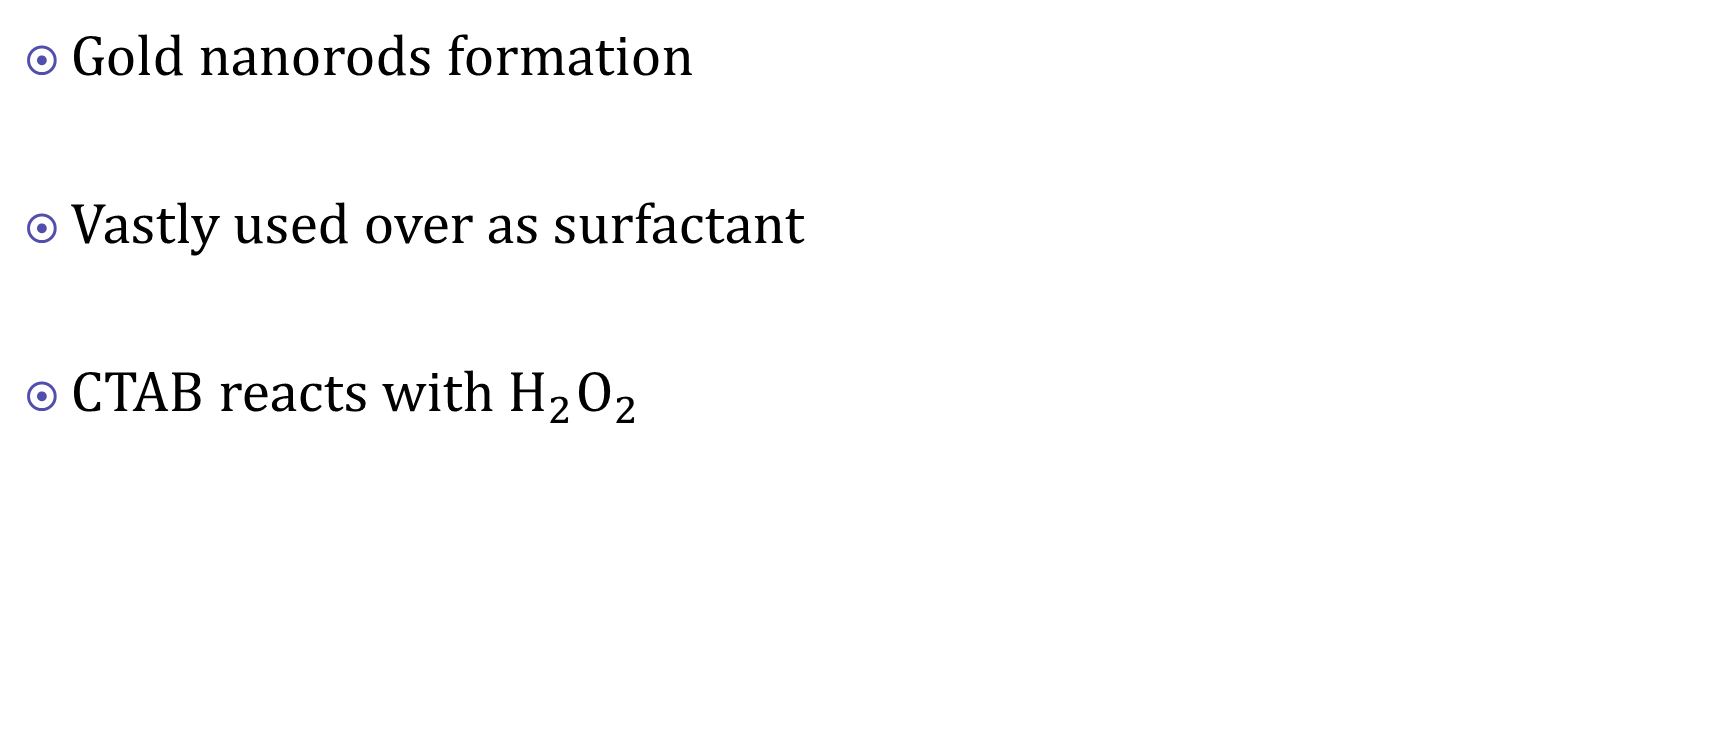 Gold nanorods formation
Vastly used over as surfactant
CTAB reacts with H₂O₂